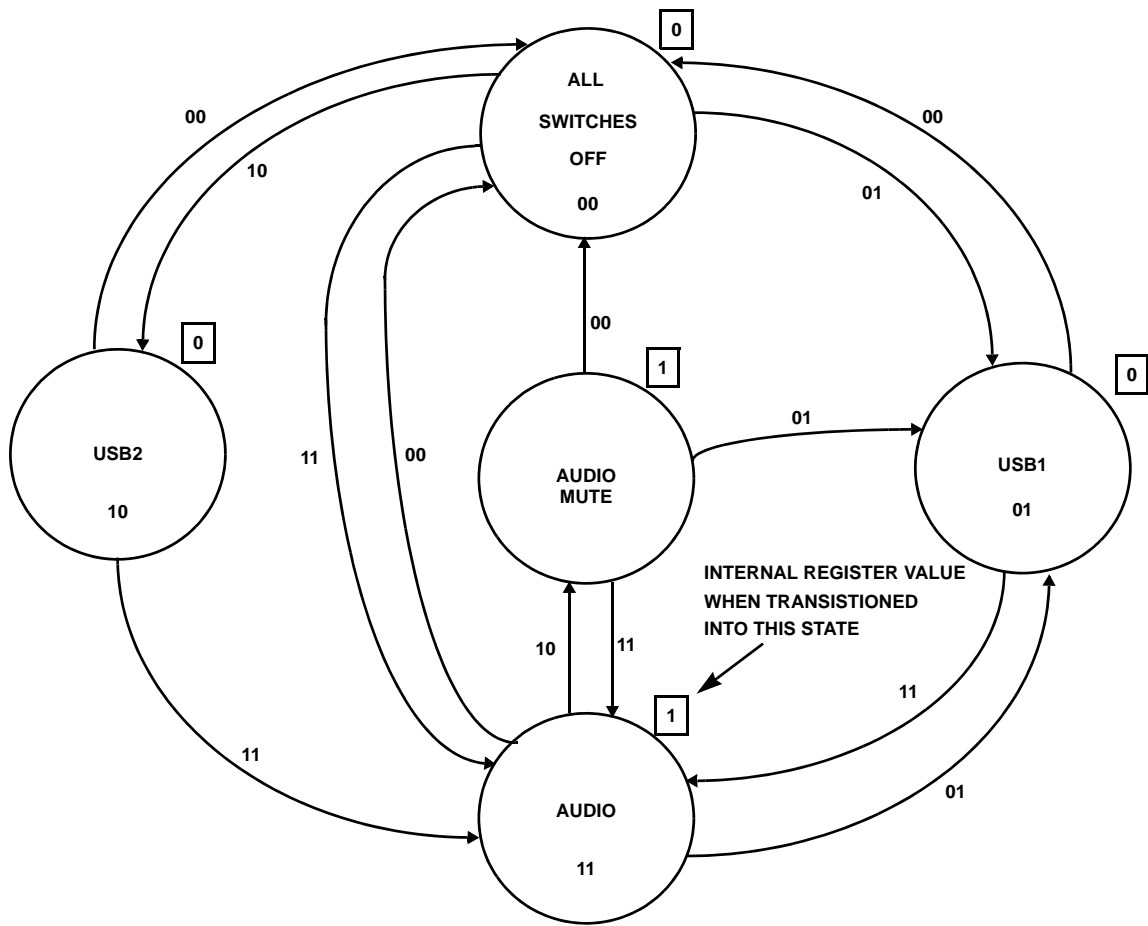 0
ALL
SWITCHES
OFF
00
00
10
00
01
0
USB2
10
11
00
00
1
AUDIO
MUTE
01
0
USB1
01
INTERNAL REGISTER VALUE
WHEN TRANSISTIONED
INTO THIS STATE
10
11
1
11
01
11
AUDIO
11